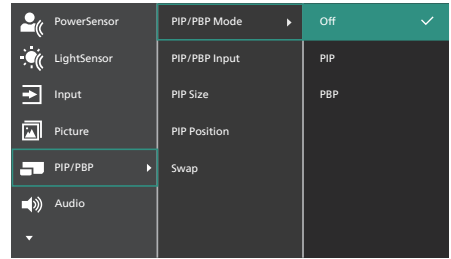 PowerSensor
LightSensor
Input
Picture
PIP/PBP
Audio
PIP/PBP Mode
PIP/PBP Input
PIP Size
PIP Position
Swap
Off
PIP
PBP